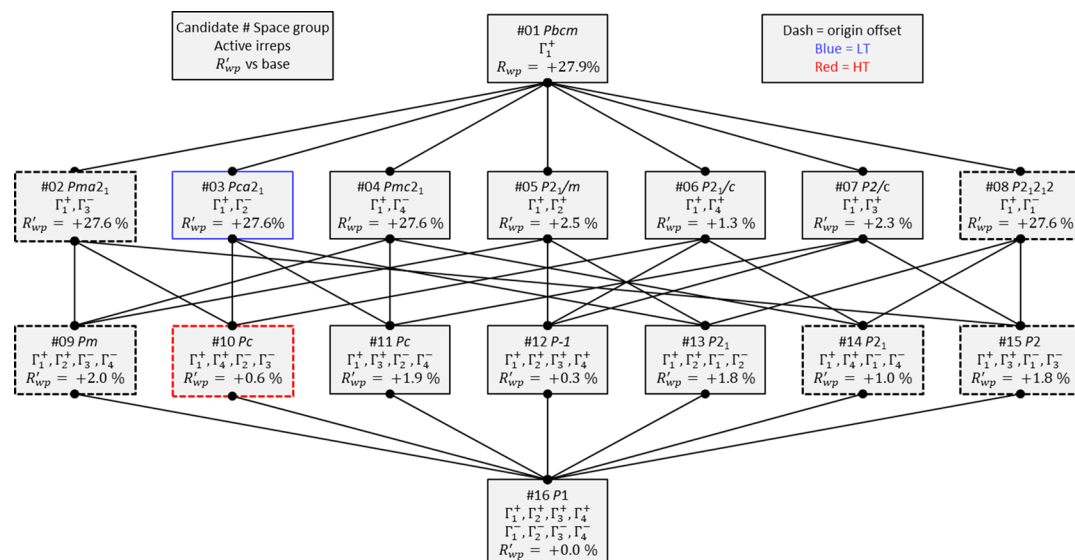 Candidate # Space group
Active irreps
R′wp vs base
#01 Pbcm
Γ₁⁺
Rwp = +27.9%
Dash = origin offset
Blue = LT
Red = HT
#02 Pma2₁
Γ₁⁺, Γ₃⁻
R′wp = +27.6 %
#03 Pca2₁
Γ₁⁺, Γ₂⁻
R′wp = +27.6%
#04 Pmc2₁
Γ₁⁺, Γ₄⁻
R′wp = +27.6 %
#05 P2₁/m
Γ₁⁺, Γ₂⁺
R′wp = +2.5 %
#06 P2₁/c
Γ₁⁺, Γ₄⁺
R′wp = +1.3 %
#07 P2/c
Γ₁⁺, Γ₃⁺
R′wp = +2.3 %
#08 P2₁2₁2
Γ₁⁺, Γ₁⁻
R′wp = +27.6 %
#09 Pm
Γ₁⁺, Γ₂⁺, Γ₃⁻, Γ₄⁻
R′wp = +2.0 %
#10 Pc
Γ₁⁺, Γ₄⁺, Γ₂⁻, Γ₃⁻
R′wp = +0.6 %
#11 Pc
Γ₁⁺, Γ₃⁺, Γ₂⁻, Γ₄⁻
R′wp = +1.9 %
#12 P-1
Γ₁⁺, Γ₂⁺, Γ₃⁺, Γ₄⁺
R′wp = +0.3 %
#13 P2₁
Γ₁⁺, Γ₂⁺, Γ₁⁻, Γ₂⁻
R′wp = +1.8 %
#14 P2₁
Γ₁⁺, Γ₄⁺, Γ₁⁻, Γ₄⁻
R′wp = +1.0 %
#15 P2
Γ₁⁺, Γ₃⁺, Γ₁⁻, Γ₃⁻
R′wp = +1.8 %
#16 P1
Γ₁⁺, Γ₂⁺, Γ₃⁺, Γ₄⁺
Γ₁⁻, Γ₂⁻, Γ₃⁻, Γ₄⁻
R′wp = +0.0 %